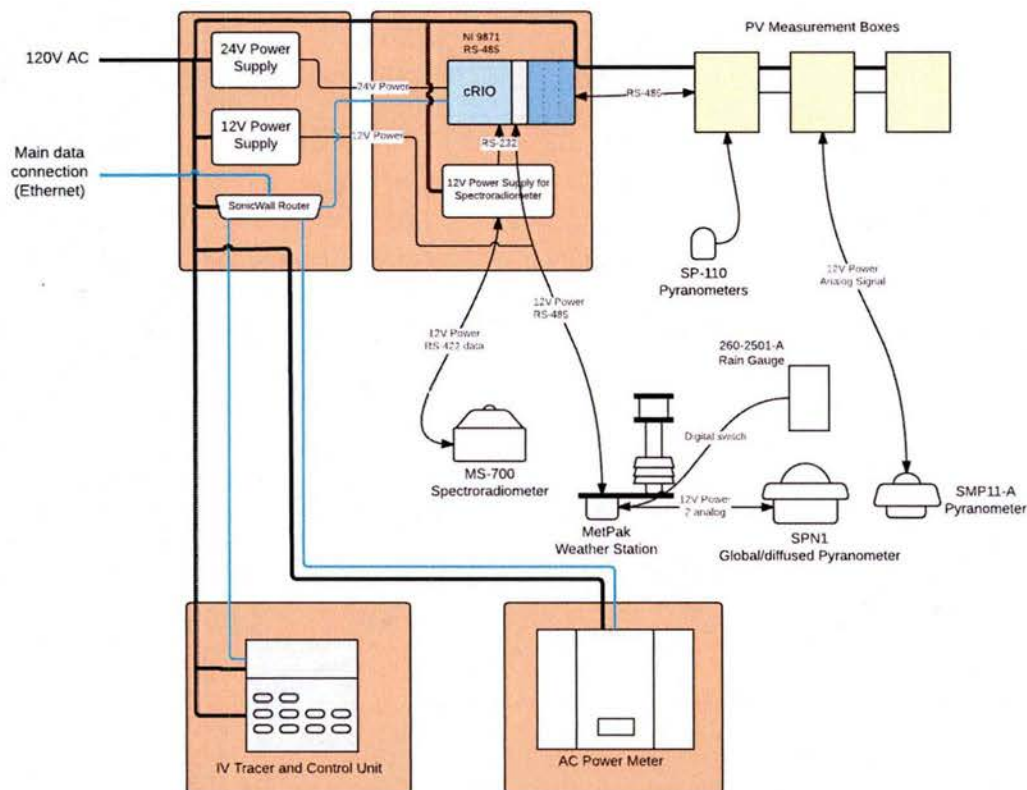 120V AC
24V Power
Supply
12V Power
Supply
Main data
connection
(Ethernet)
SonicWall Router
24V Power
12V Power
NI 9871
RS-485
cRIO
RS-232
12V Power Supply for
Spectroradiometer
RS-485
PV Measurement Boxes
SP-110
Pyranometers
12V Power
Analog Signal
12V Power
RS-485
12V Power
RS-422 data
260-2501-A
Rain Gauge
Digital switch
MS-700
Spectroradiometer
12V Power
2 analog
MetPak
Weather Station
SPN1
Global/diffused Pyranometer
SMP11-A
Pyranometer
IV Tracer and Control Unit
AC Power Meter